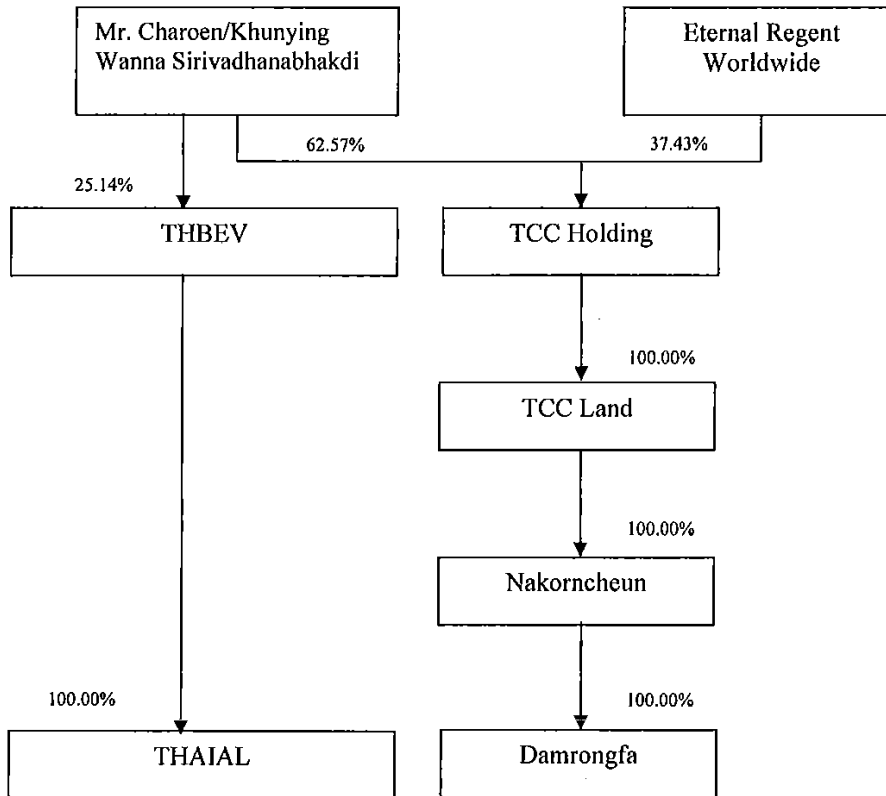 Mr. Charoen/Khunying
Wanna Sirivadhanabhakdi
Eternal Regent
Worldwide
62.57%
37.43%
25.14%
THBEV
TCC Holding
100.00%
TCC Land
100.00%
Nakorncheun
100.00%
100.00%
THAIAL
Damrongfa